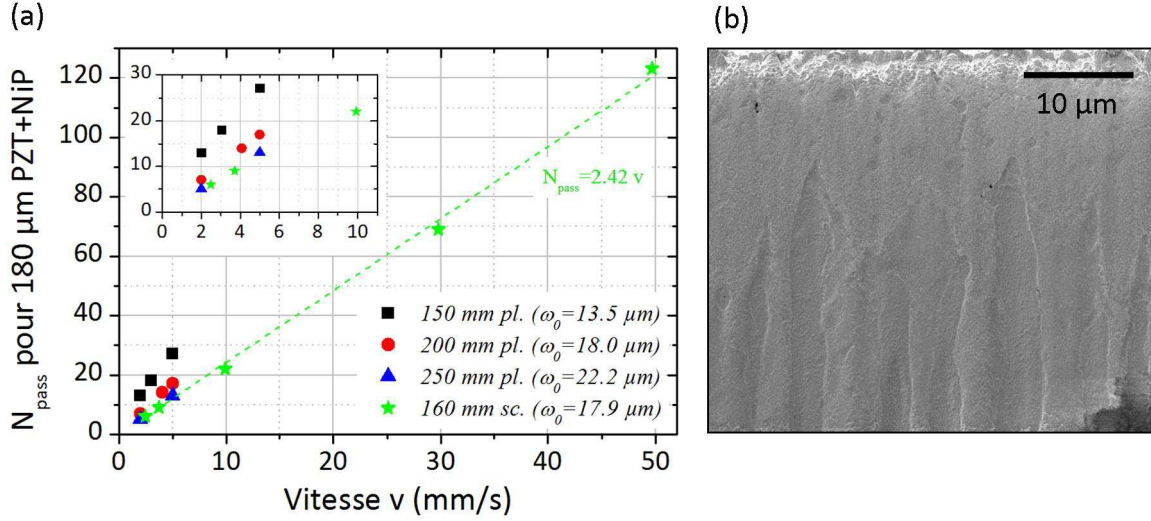 (a)
N_pass pour 180 µm PZT+NiP
120
100
80
60
40
20
0
30
20
10
0
0 2 4 6 8 10
N_pass=2.42 v
150 mm pl. (ω_0=13.5 µm)
200 mm pl. (ω_0=18.0 µm)
250 mm pl. (ω_0=22.2 µm)
160 mm sc. (ω_0=17.9 µm)
0 10 20 30 40 50
Vitesse v (mm/s)
(b)
10 µm